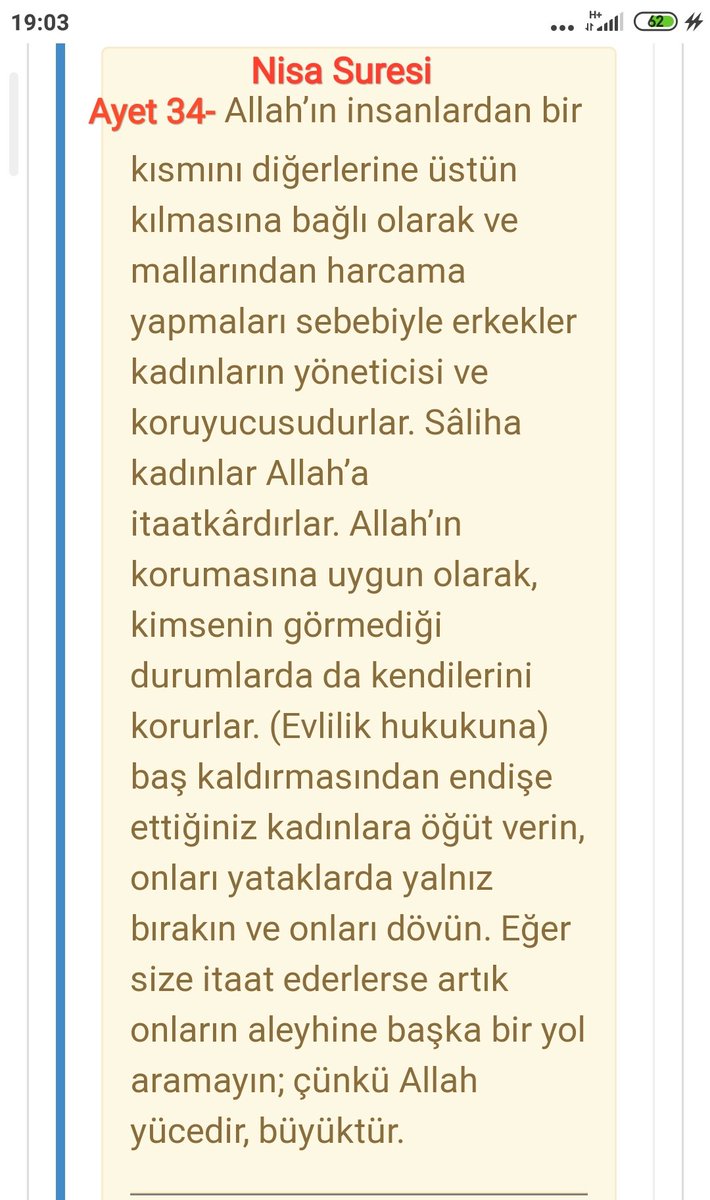 19:03
H+
62
Nisa Suresi
Ayet 34- Allah’ın insanlardan bir
kısmını diğerlerine üstün
kılmasına bağlı olarak ve
mallarından harcama
yapmaları sebebiyle erkekler
kadınların yöneticisi ve
koruyucusudurlar. Sâliha
kadınlar Allah’a
itaatkârdırlar. Allah’ın
korumasına uygun olarak,
kimsenin görmediği
durumlarda da kendilerini
korurlar. (Evlilik hukukuna)
baş kaldırmasından endişe
ettiğiniz kadınlara öğüt verin,
onları yataklarda yalnız
bırakın ve onları dövün. Eğer
size itaat ederlerse artık
onların aleyhine başka bir yol
aramayın; çünkü Allah
yücedir, büyüktür.